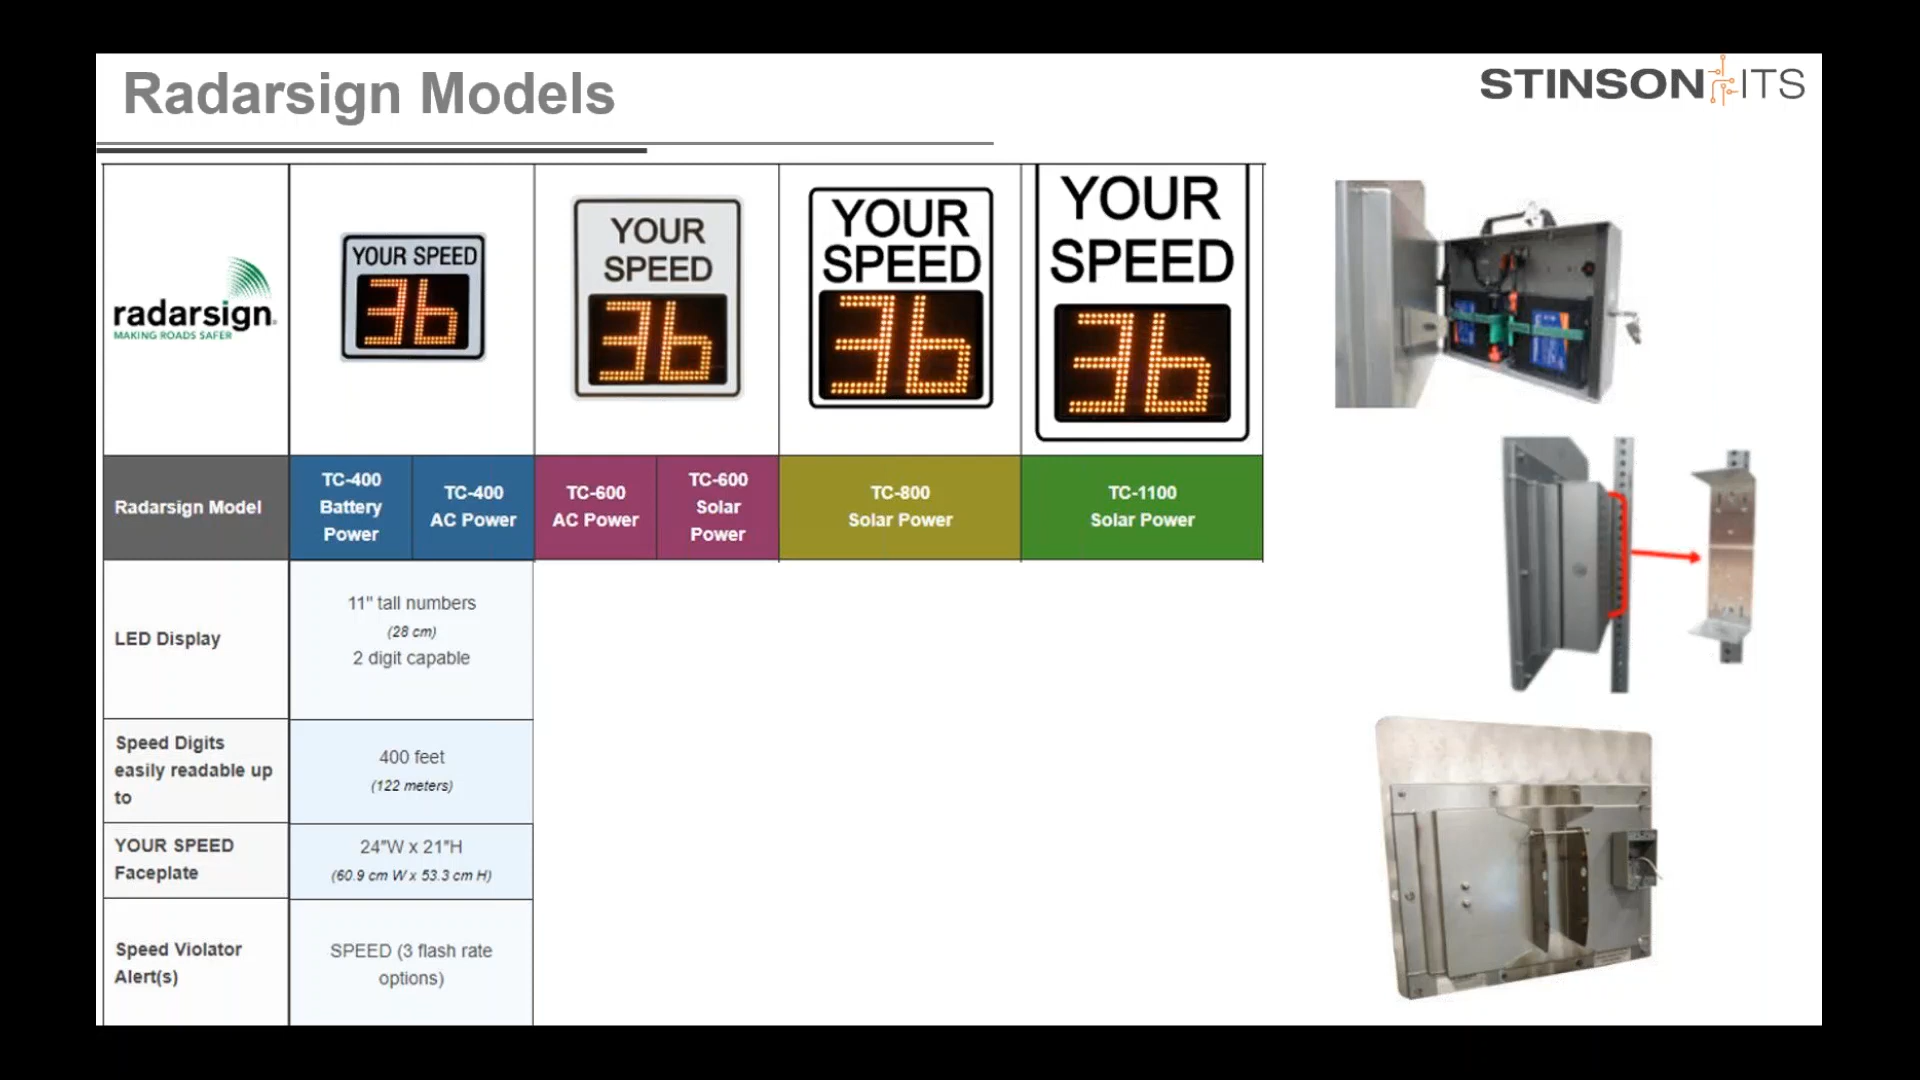 Radarsign Models
STINSON ITS
radarsign
MAKING ROADS SAFER
YOUR SPEED
36
YOUR
SPEED
36
YOUR
SPEED
36
YOUR
SPEED
36
Radarsign Model
TC-400
Battery
Power
TC-400
AC Power
TC-600
AC Power
TC-600
Solar
Power
TC-800
Solar Power
TC-1100
Solar Power
LED Display
11" tall numbers
(28 cm)
2 digit capable
Speed Digits
easily readable up
to
400 feet
(122 meters)
YOUR SPEED
Faceplate
24"W x 21"H
(60.9 cm W x 53.3 cm H)
Speed Violator
Alert(s)
SPEED (3 flash rate
options)